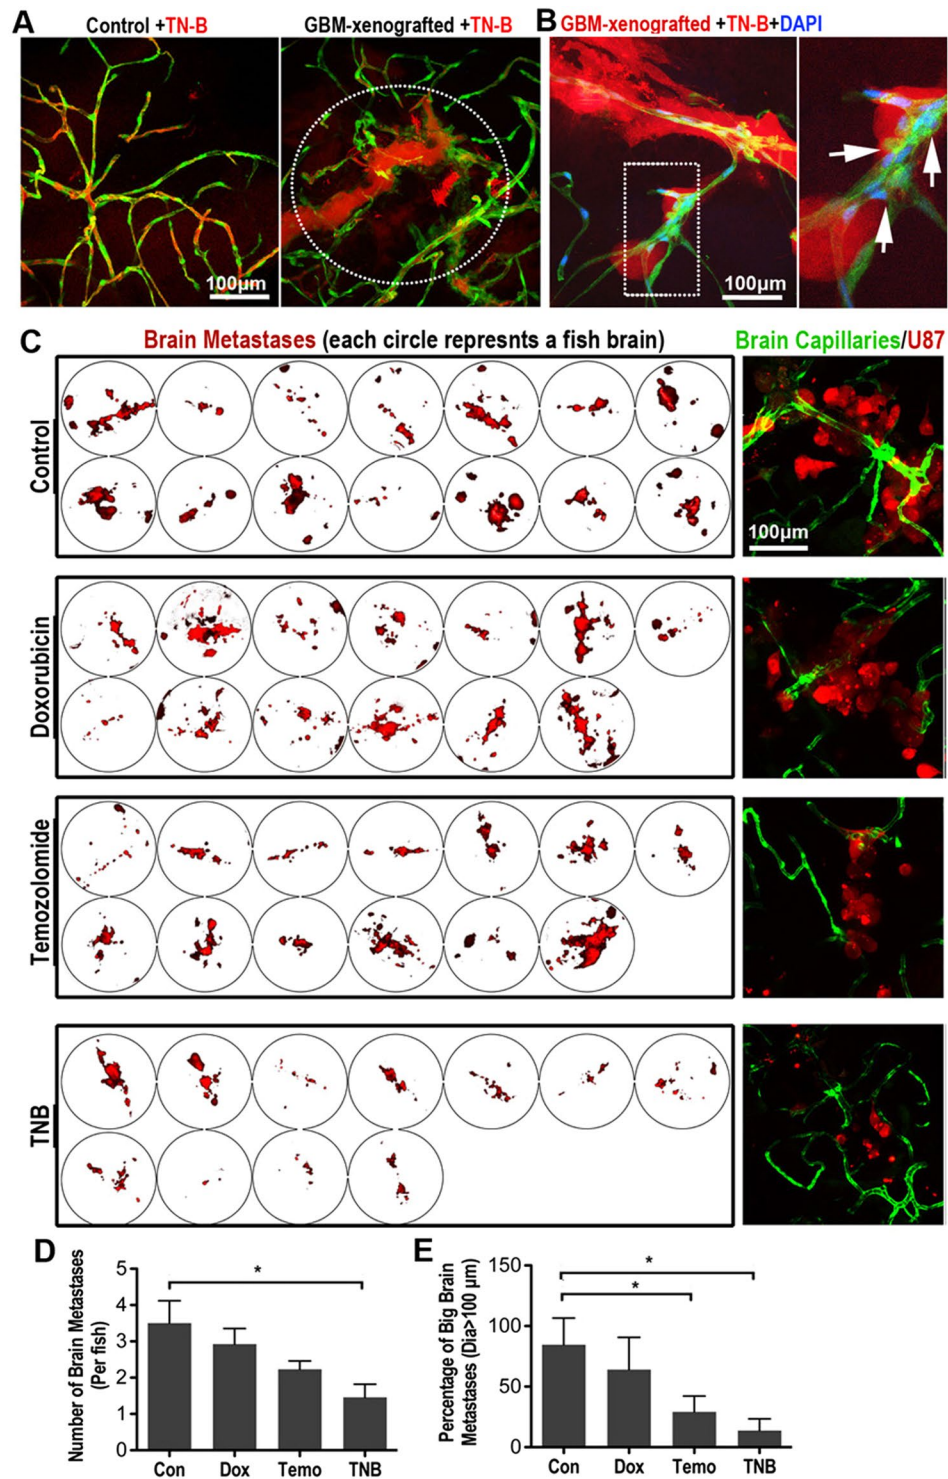 A
Control +TN-B
GBM-xenografted +TN-B
100μm
B
GBM-xenografted +TN-B+DAPI
100μm
C
Brain Metastases (each circle represnts a fish brain)
Brain Capillaries/U87
Control
100μm
Doxorubicin
Temozolomide
TNB
D
Number of Brain Metastases
(Per fish)
5
4
3
2
1
0
*
Con Dox Temo TNB
E
Percentage of Big Brain
Metastases (Dia>100 μm)
150
100
50
0
*
*
Con Dox Temo TNB